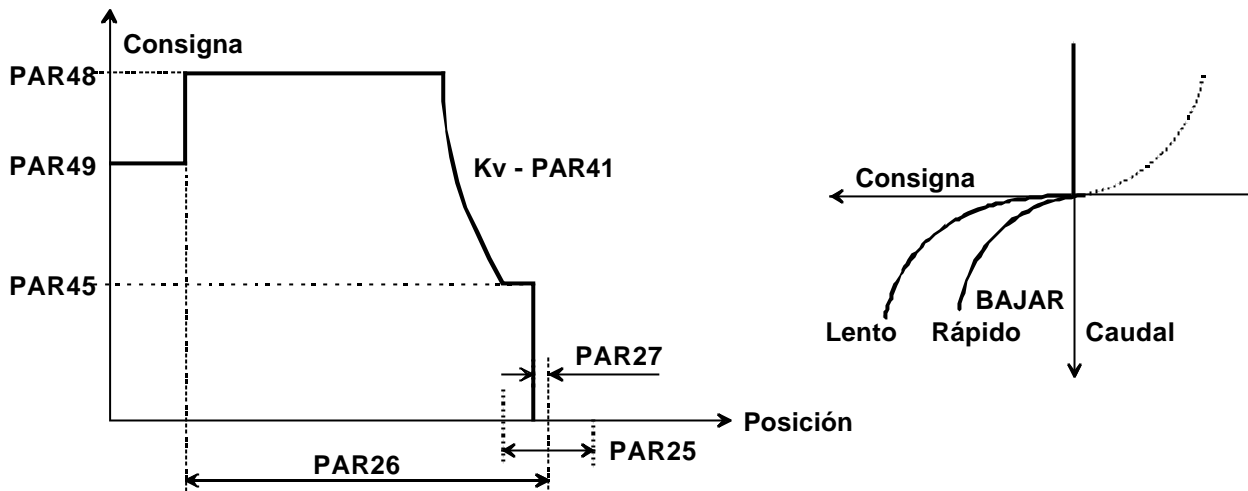 Consigna
PAR48
PAR49
Kv - PAR41
PAR45
PAR27
Posición
PAR25
PAR26
Consigna
BAJAR
Lento
Rápido
Caudal